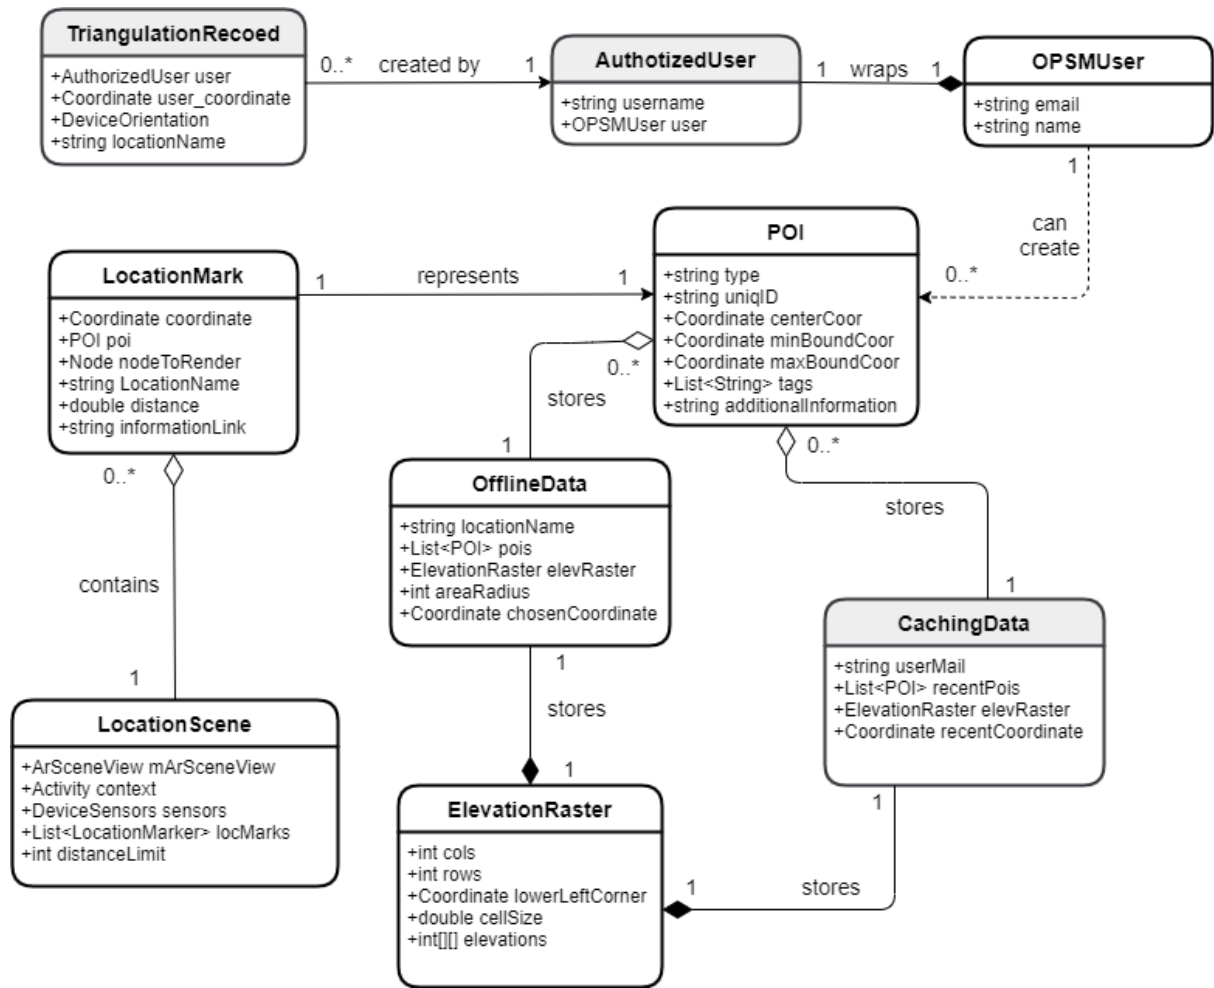 TriangulationRecoed
+AuthorizedUser user
+Coordinate user_coordinate
+DeviceOrientation
+string locationName
0..* created by 1
AuthotizedUser
+string username
+OPSMUser user
1 wraps 1
OPSMUser
+string email
+string name
1
can
create
0..*
POI
+string type
+string uniqID
+Coordinate centerCoor
+Coordinate minBoundCoor
+Coordinate maxBoundCoor
+List<String> tags
+string additionalInformation
LocationMark
+Coordinate coordinate
+POI poi
+Node nodeToRender
+string LocationName
+double distance
+string informationLink
1 represents 1
0..*
stores
1
0..*
stores
1
0..*
contains
1
OfflineData
+string locationName
+List<POI> pois
+ElevationRaster elevRaster
+int areaRadius
+Coordinate chosenCoordinate
CachingData
+string userMail
+List<POI> recentPois
+ElevationRaster elevRaster
+Coordinate recentCoordinate
LocationScene
+ArSceneView mArSceneView
+Activity context
+DeviceSensors sensors
+List<LocationMarker> locMarks
+int distanceLimit
1
stores
1
ElevationRaster
+int cols
+int rows
+Coordinate lowerLeftCorner
+double cellSize
+int[][] elevations
1
stores
1